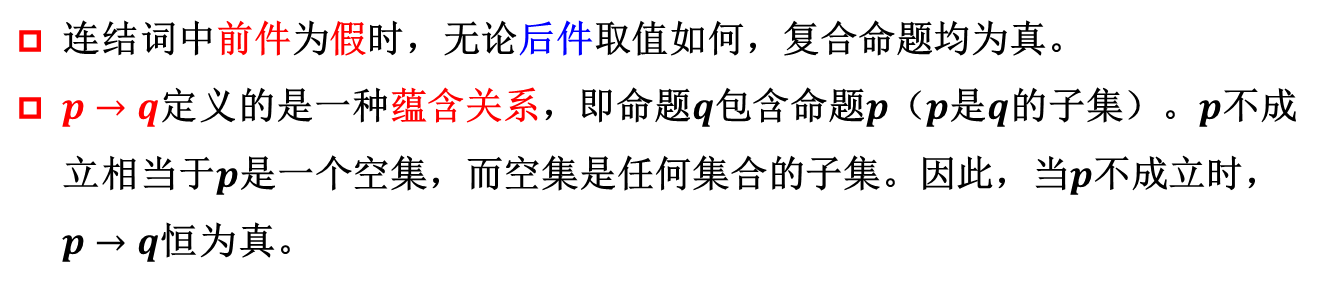 连结词中前件为假时，无论后件取值如何，复合命题均为真。
p → q定义的是一种蕴含关系，即命题q包含命题p（p是q的子集）。p不成
立相当于p是一个空集，而空集是任何集合的子集。因此，当p不成立时，
p → q恒为真。